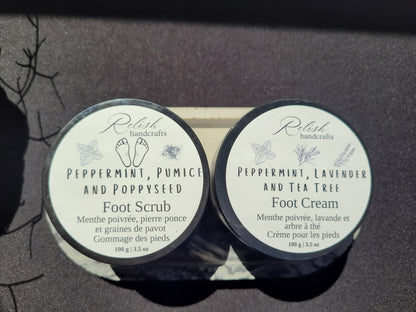 Relish
handcrafts
PEPPERMINT, PUMICE
AND POPPYSEED
Foot Scrub
Menthe poivrée, pierre ponce
et graines de pavot
Gommage des pieds
100 g | 3.5 oz
Relish
handcrafts
PEPPERMINT, LAVENDER
AND TEA TREE
Foot Cream
Menthe poivrée, lavande et
arbre à thé
Crème pour les pieds
100 g | 3.5 oz